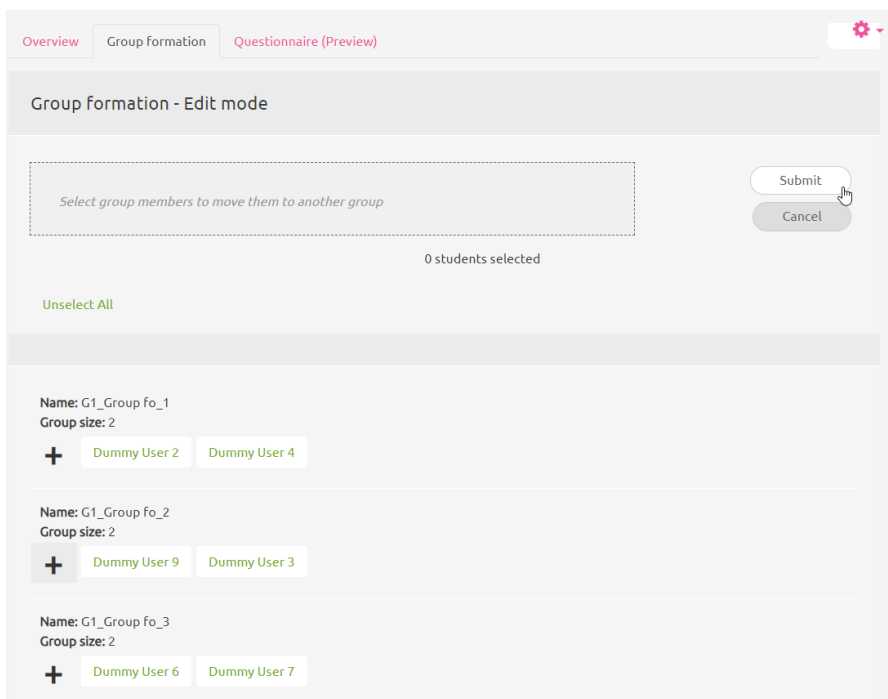 Overview Group formation Questionnaire (Preview)
Group formation - Edit mode
Select group members to move them to another group
Submit
Cancel
0 students selected
Unselect All
Name: G1_Group fo_1
Group size: 2
+ Dummy User 2 Dummy User 4
Name: G1_Group fo_2
Group size: 2
+ Dummy User 9 Dummy User 3
Name: G1_Group fo_3
Group size: 2
+ Dummy User 6 Dummy User 7